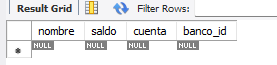 Result Grid Filter Rows:
nombre saldo cuenta banco_id
NULL NULL NULL NULL